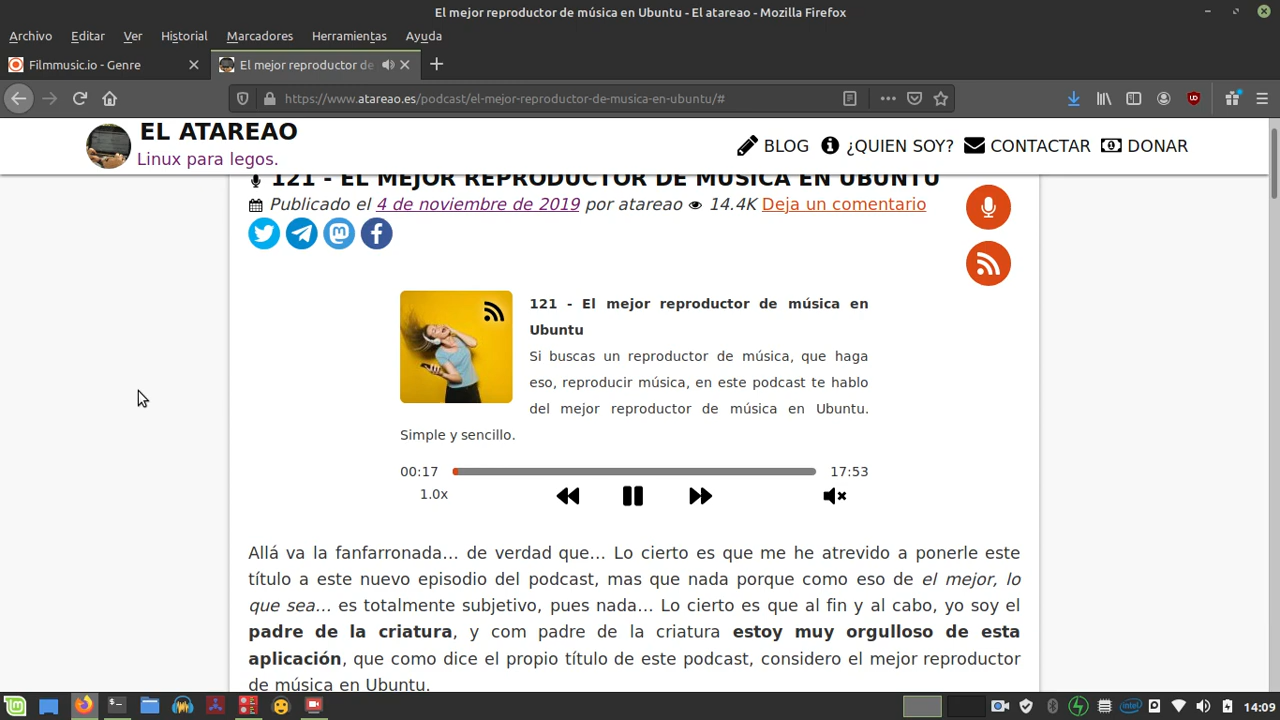 El mejor reproductor de música en Ubuntu - El atareao - Mozilla Firefox
Archivo Editar Ver Historial Marcadores Herramientas Ayuda
Filmmusic.io - Genre
El mejor reproductor de
https://www.atareao.es/podcast/el-mejor-reproductor-de-musica-en-ubuntu/#
EL ATAREAO
Linux para legos.
BLOG ¿QUIEN SOY? CONTACTAR DONAR
121 - EL MEJOR REPRODUCTOR DE MÚSICA EN UBUNTU
Publicado el 4 de noviembre de 2019 por atareao 14.4K Deja un comentario
121 - El mejor reproductor de música en
Ubuntu
Si buscas un reproductor de música, que haga
eso, reproducir música, en este podcast te hablo
del mejor reproductor de música en Ubuntu.
Simple y sencillo.
00:17 17:53
1.0x
Allá va la fanfarronada... de verdad que... Lo cierto es que me he atrevido a ponerle este
título a este nuevo episodio del podcast, mas que nada porque como eso de el mejor, lo
que sea... es totalmente subjetivo, pues nada... Lo cierto es que al fin y al cabo, yo soy el
padre de la criatura, y com padre de la criatura estoy muy orgulloso de esta
aplicación, que como dice el propio título de este podcast, considero el mejor reproductor
de música en Ubuntu.
14:09